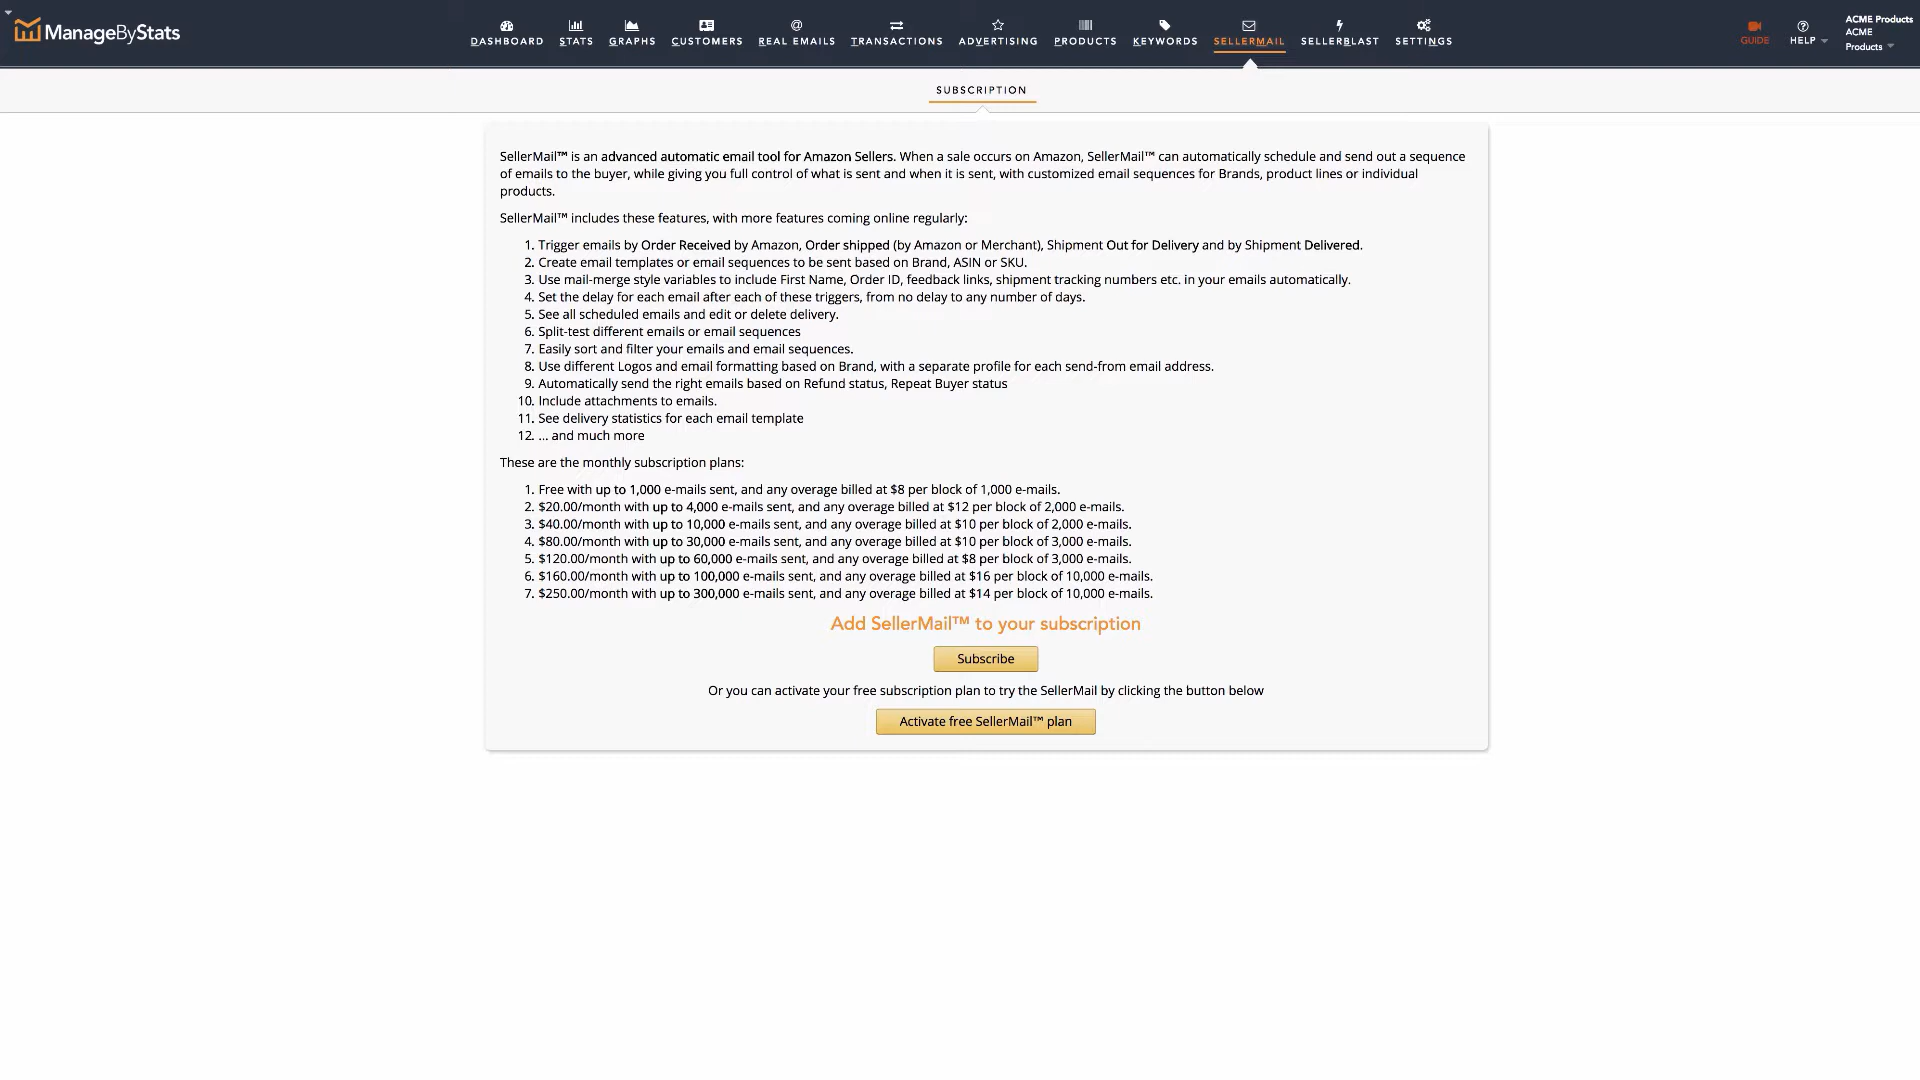 ManageByStats
DASHBOARD
STATS
GRAPHS
CUSTOMERS
REAL EMAILS
TRANSACTIONS
ADVERTISING
PRODUCTS
KEYWORDS
SELLERMAIL
SELLERBLAST
SETTINGS
GUIDE
HELP
ACME Products
ACME
Products
SUBSCRIPTION
SellerMail™ is an advanced automatic email tool for Amazon Sellers. When a sale occurs on Amazon, SellerMail™ can automatically schedule and send out a sequence
of emails to the buyer, while giving you full control of what is sent and when it is sent, with customized email sequences for Brands, product lines or individual
products.
SellerMail™ includes these features, with more features coming online regularly:
1. Trigger emails by Order Received by Amazon, Order shipped (by Amazon or Merchant), Shipment Out for Delivery and by Shipment Delivered.
2. Create email templates or email sequences to be sent based on Brand, ASIN or SKU.
3. Use mail-merge style variables to include First Name, Order ID, feedback links, shipment tracking numbers etc. in your emails automatically.
4. Set the delay for each email after each of these triggers, from no delay to any number of days.
5. See all scheduled emails and edit or delete delivery.
6. Split-test different emails or email sequences
7. Easily sort and filter your emails and email sequences.
8. Use different Logos and email formatting based on Brand, with a separate profile for each send-from email address.
9. Automatically send the right emails based on Refund status, Repeat Buyer status
10. Include attachments to emails.
11. See delivery statistics for each email template
12. ... and much more
These are the monthly subscription plans:
1. Free with up to 1,000 e-mails sent, and any overage billed at $8 per block of 1,000 e-mails.
2. $20.00/month with up to 4,000 e-mails sent, and any overage billed at $12 per block of 2,000 e-mails.
3. $40.00/month with up to 10,000 e-mails sent, and any overage billed at $10 per block of 2,000 e-mails.
4. $80.00/month with up to 30,000 e-mails sent, and any overage billed at $10 per block of 3,000 e-mails.
5. $120.00/month with up to 60,000 e-mails sent, and any overage billed at $8 per block of 3,000 e-mails.
6. $160.00/month with up to 100,000 e-mails sent, and any overage billed at $16 per block of 10,000 e-mails.
7. $250.00/month with up to 300,000 e-mails sent, and any overage billed at $14 per block of 10,000 e-mails.
Add SellerMail™ to your subscription
Subscribe
Or you can activate your free subscription plan to try the SellerMail by clicking the button below
Activate free SellerMail™ plan